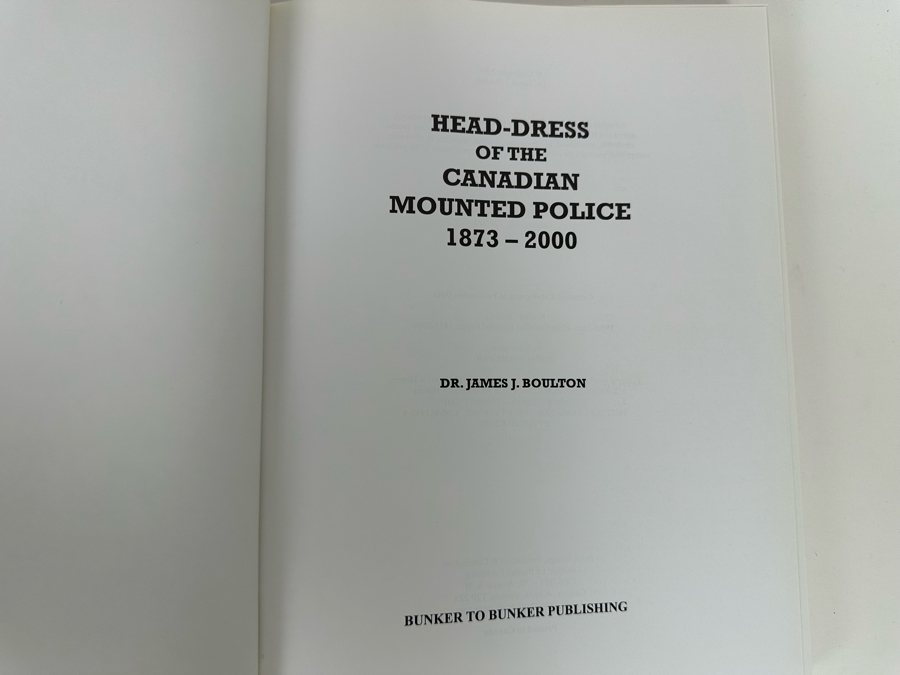 HEAD-DRESS
OF THE
CANADIAN
MOUNTED POLICE
1873 – 2000
DR. JAMES J. BOULTON
BUNKER TO BUNKER PUBLISHING